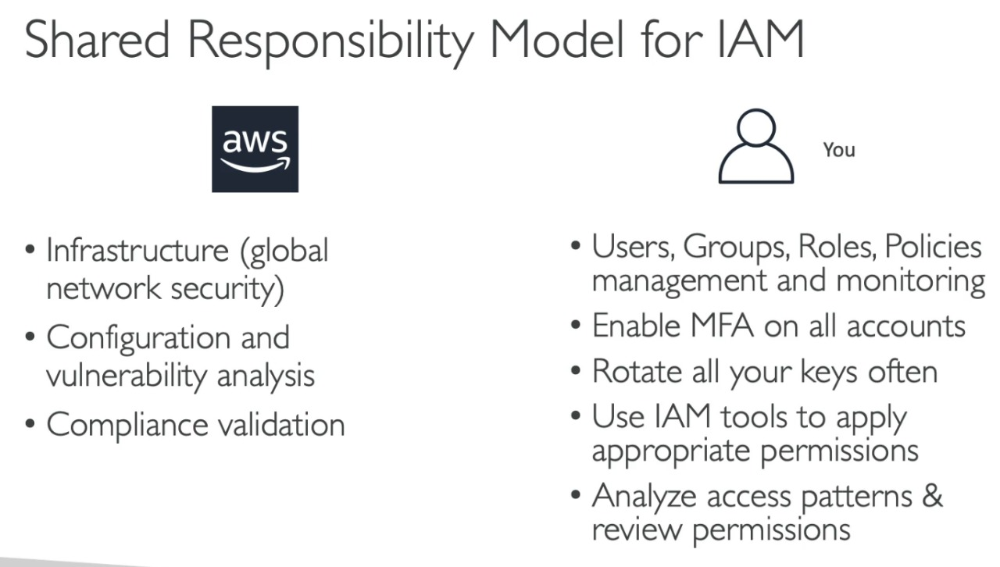 Shared Responsibility Model for IAM
aws
You
• Infrastructure (global
network security)
• Configuration and
vulnerability analysis
• Compliance validation
• Users, Groups, Roles, Policies
management and monitoring
• Enable MFA on all accounts
• Rotate all your keys often
• Use IAM tools to apply
appropriate permissions
• Analyze access patterns &
review permissions